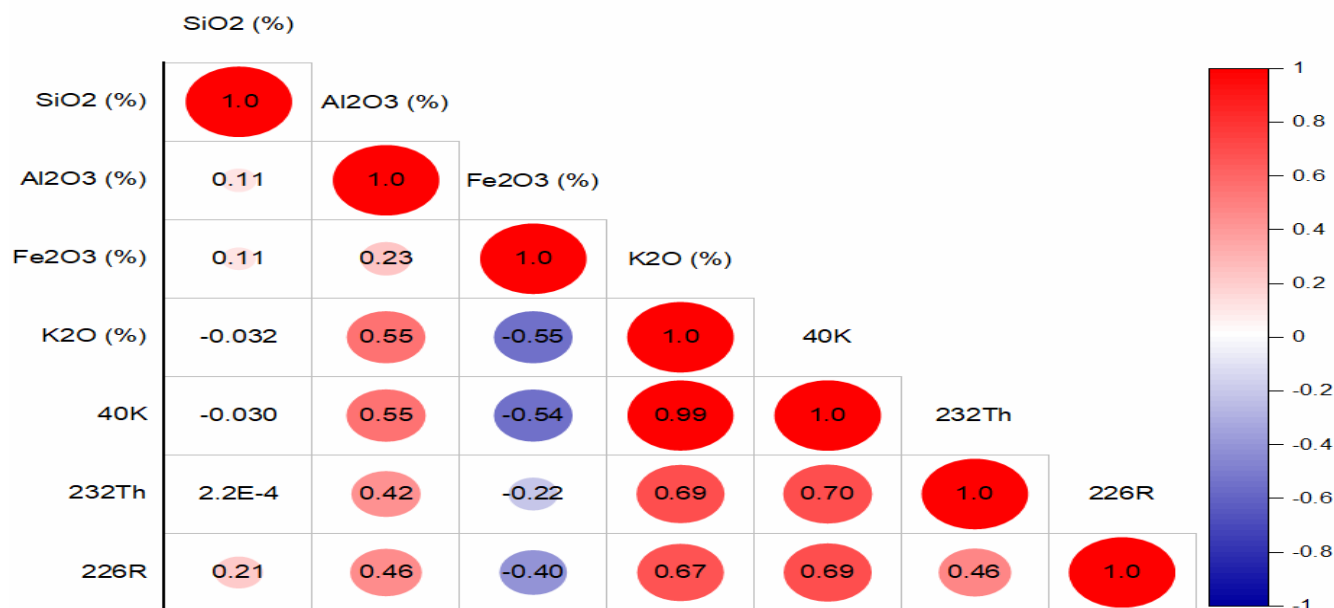 SiO2 (%)
SiO2 (%) 1.0 Al2O3 (%)
Al2O3 (%) 0.11 1.0 Fe2O3 (%)
Fe2O3 (%) 0.11 0.23 1.0 K2O (%)
K2O (%) -0.032 0.55 -0.55 1.0 40K
40K -0.030 0.55 -0.54 0.99 1.0 232Th
232Th 2.2E-4 0.42 -0.22 0.69 0.70 1.0 226R
226R 0.21 0.46 -0.40 0.67 0.69 0.46 1.0
1
0.8
0.6
0.4
0.2
0
-0.2
-0.4
-0.6
-0.8
-1